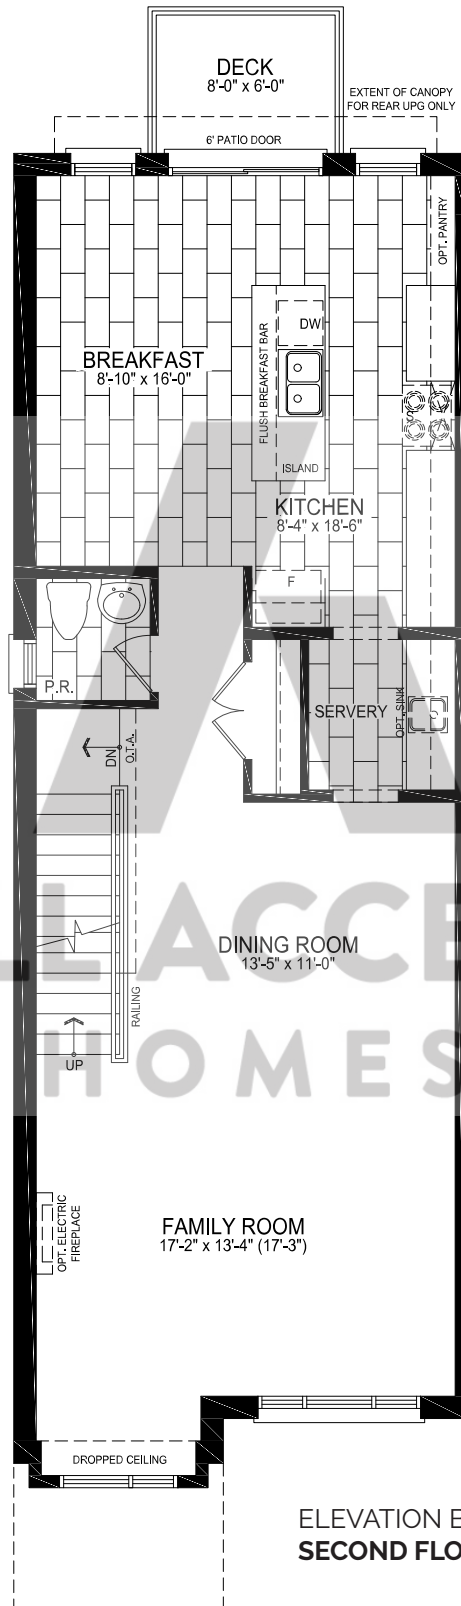 DECK
8'-0" x 6'-0"
EXTENT OF CANOPY
FOR REAR UPG ONLY
6' PATIO DOOR
OPT. PANTRY
DW
FLUSH BREAKFAST BAR
BREAKFAST
8'-10" x 16'-0"
S
ISLAND
KITCHEN
8'-4" x 18'-6"
F
P.R.
SERVERY
OPT. SINK
DN
O.T.A.
DINING ROOM
13'-5" x 11'-0"
RAILING
UP
HOMES
OPT. ELECTRIC
FIREPLACE
FAMILY ROOM
17'-2" x 13'-4" (17'-3")
DROPPED CEILING
ELEVATION
SECOND